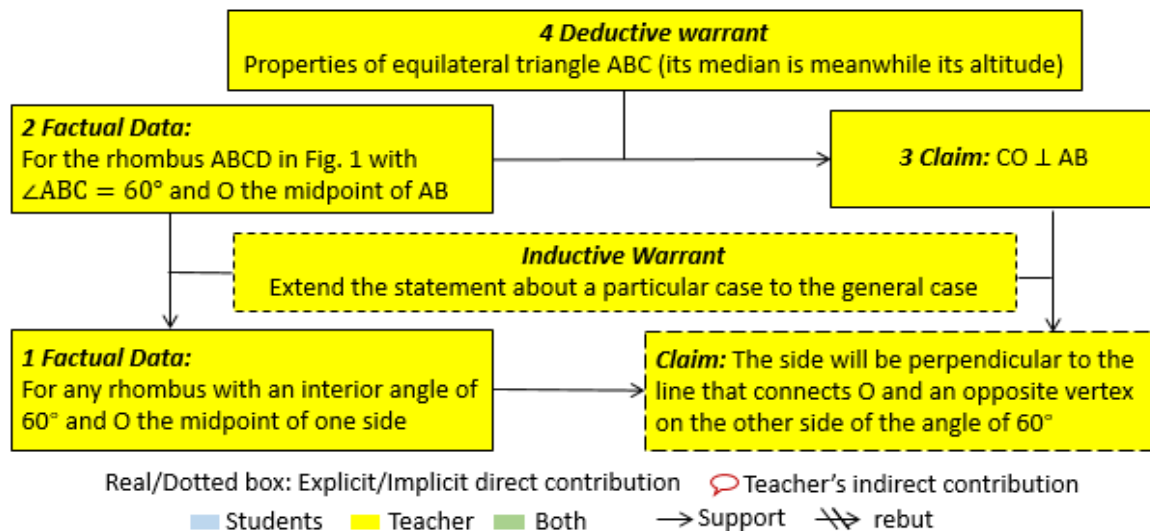 4 Deductive warrant
Properties of equilateral triangle ABC (its median is meanwhile its altitude)
2 Factual Data:
For the rhombus ABCD in Fig. 1 with
∠ABC = 60° and O the midpoint of AB
3 Claim: CO ⊥ AB
Inductive Warrant
Extend the statement about a particular case to the general case
1 Factual Data:
For any rhombus with an interior angle of
60° and O the midpoint of one side
Claim: The side will be perpendicular to the
line that connects O and an opposite vertex
on the other side of the angle of 60°
Real/Dotted box: Explicit/Implicit direct contribution Teacher's indirect contribution
Students Teacher Both Support rebut